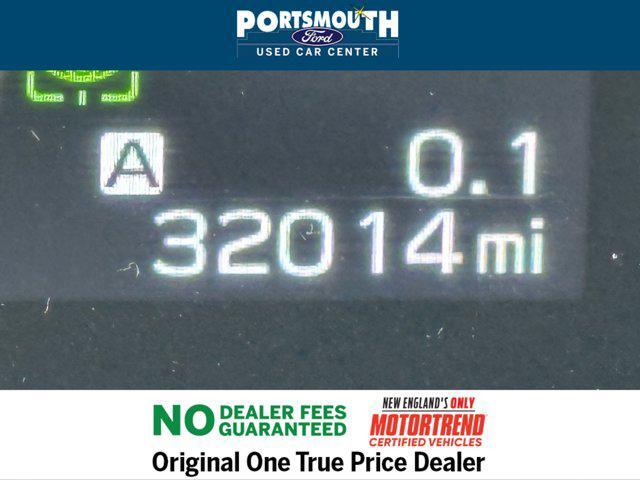 PORTSMOUTH
Ford
USED CAR CENTER
A 0.1
32014 mi
NO DEALER FEES GUARANTEED
NEW ENGLAND'S ONLY
MOTORTREND
CERTIFIED VEHICLES
Original One True Price Dealer